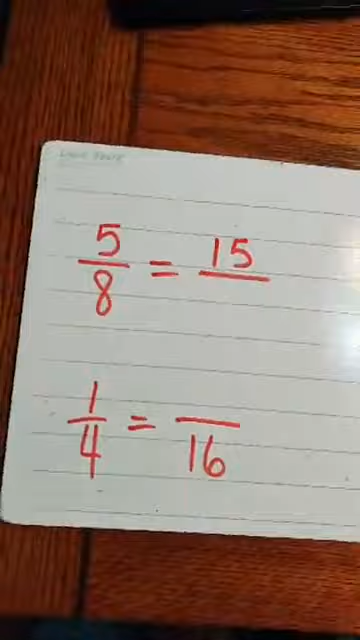 5/8 = 15/
1/4 = /16